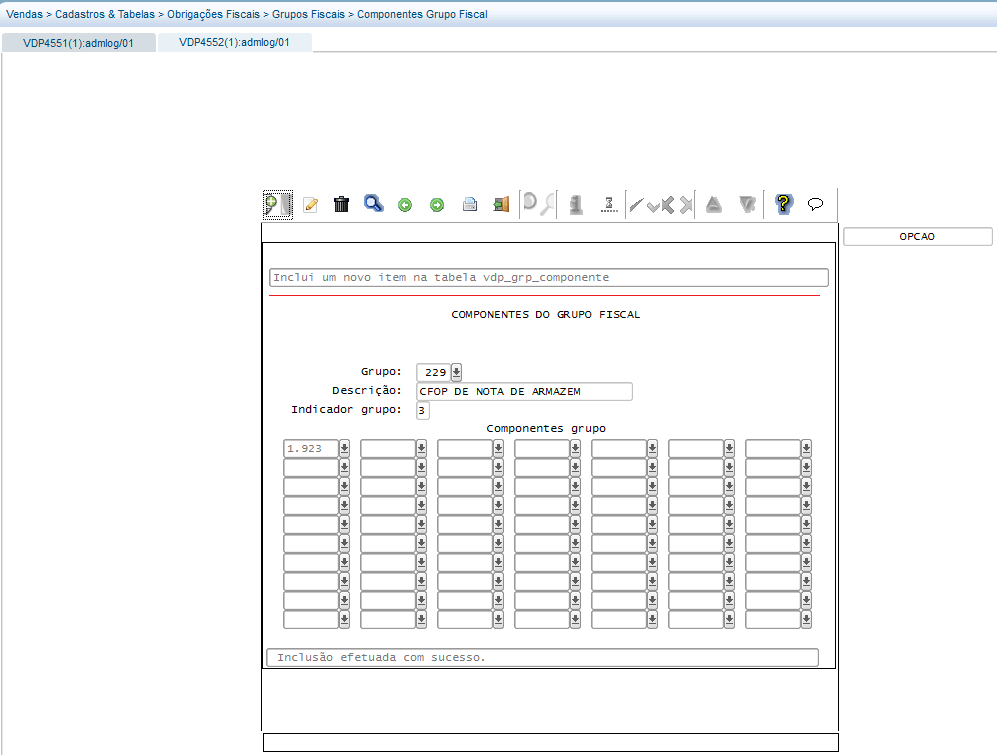 Vendas > Cadastros & Tabelas > Obrigações Fiscais > Grupos Fiscais > Componentes Grupo Fiscal
VDP4551(1):admlog/01 VDP4552(1):admlog/01
OPCAO
Inclui um novo item na tabela vdp_grp_componente
COMPONENTES DO GRUPO FISCAL
Grupo: 229
Descrição: CFOP DE NOTA DE ARMAZEM
Indicador grupo: 3
Componentes grupo
1.923
Inclusão efetuada com sucesso.